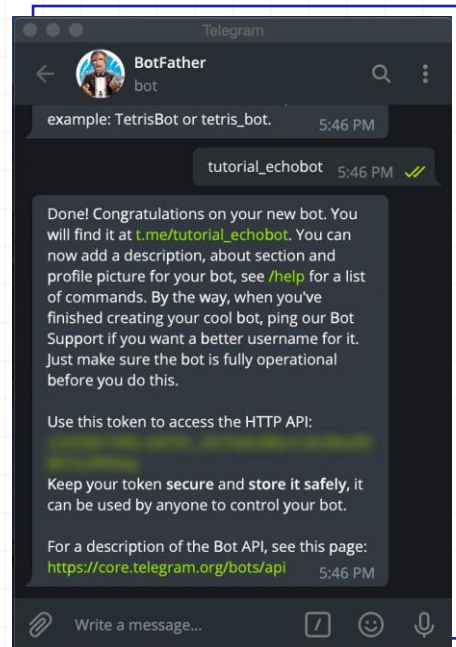 Telegram
BotFather
bot
example: TetrisBot or tetris_bot.
5:46 PM
tutorial_echobot 5:46 PM
Done! Congratulations on your new bot. You
will find it at t.me/tutorial_echobot. You can
now add a description, about section and
profile picture for your bot, see /help for a list
of commands. By the way, when you've
finished creating your cool bot, ping our Bot
Support if you want a better username for it.
Just make sure the bot is fully operational
before you do this.
Use this token to access the HTTP API:
Keep your token secure and store it safely, it
can be used by anyone to control your bot.
For a description of the Bot API, see this page:
https://core.telegram.org/bots/api 5:46 PM
Write a message...